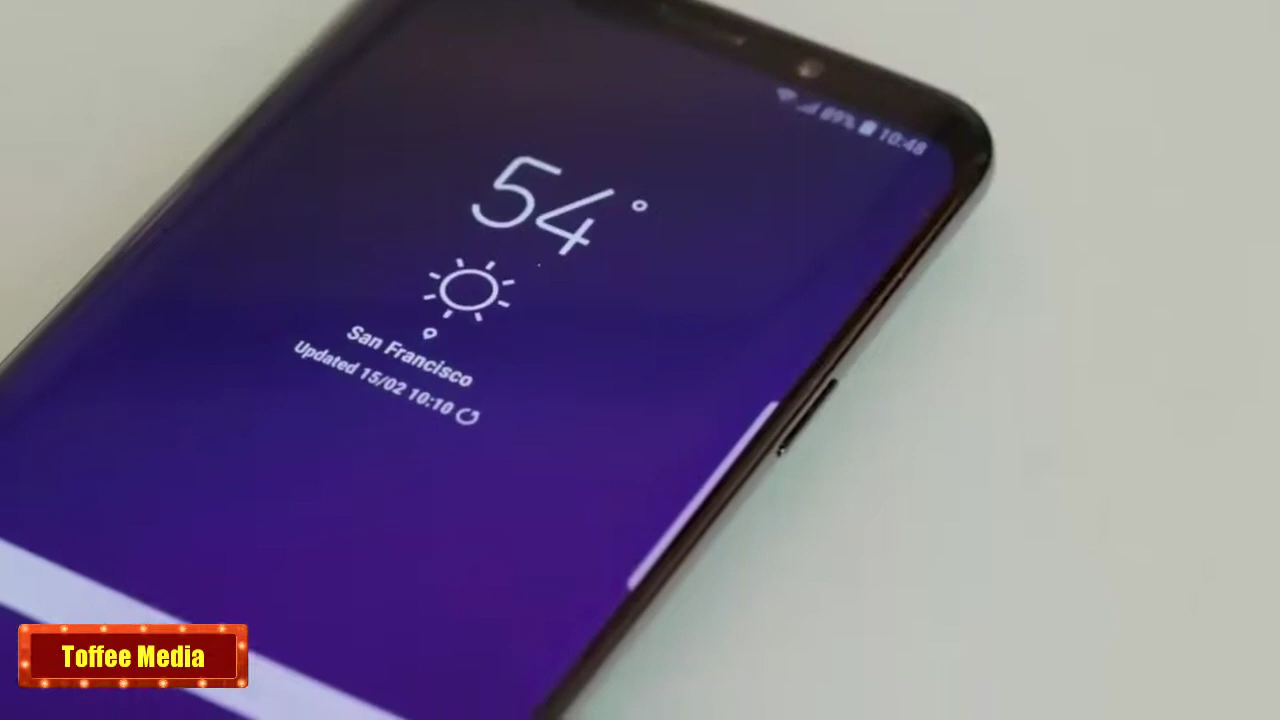 89% 10:48
54°
San Francisco
Updated 15/02 10:10
Toffee Media